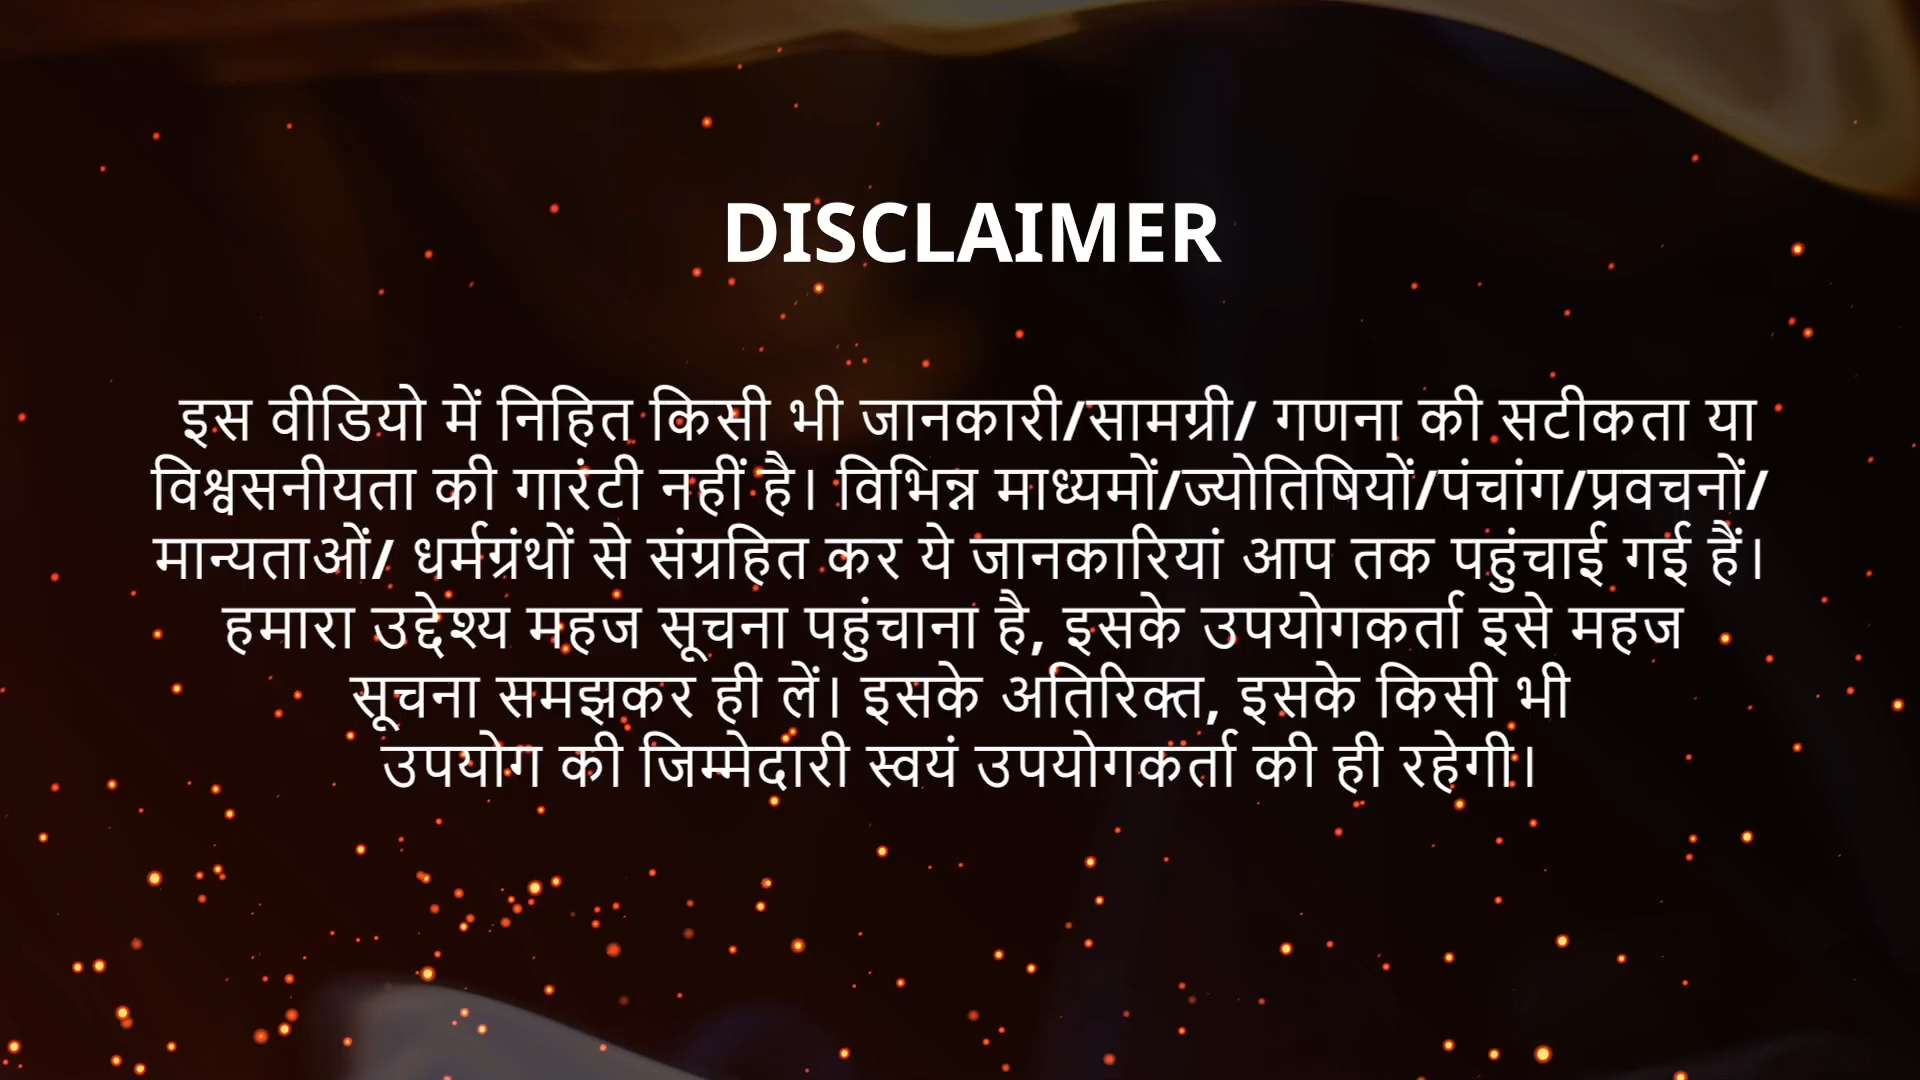 DISCLAIMER
इस वीडियो में निहित किसी भी जानकारी/सामग्री/ गणना की सटीकता या
विश्वसनीयता की गारंटी नहीं है। विभिन्न माध्यमों/ज्योतिषियों/पंचांग/प्रवचनों/
मान्यताओं/ धर्मग्रंथों से संग्रहित कर ये जानकारियां आप तक पहुंचाई गई हैं।
हमारा उद्देश्य महज सूचना पहुंचाना है, इसके उपयोगकर्ता इसे महज
सूचना समझकर ही लें। इसके अतिरिक्त, इसके किसी भी
उपयोग की जिम्मेदारी स्वयं उपयोगकर्ता की ही रहेगी।